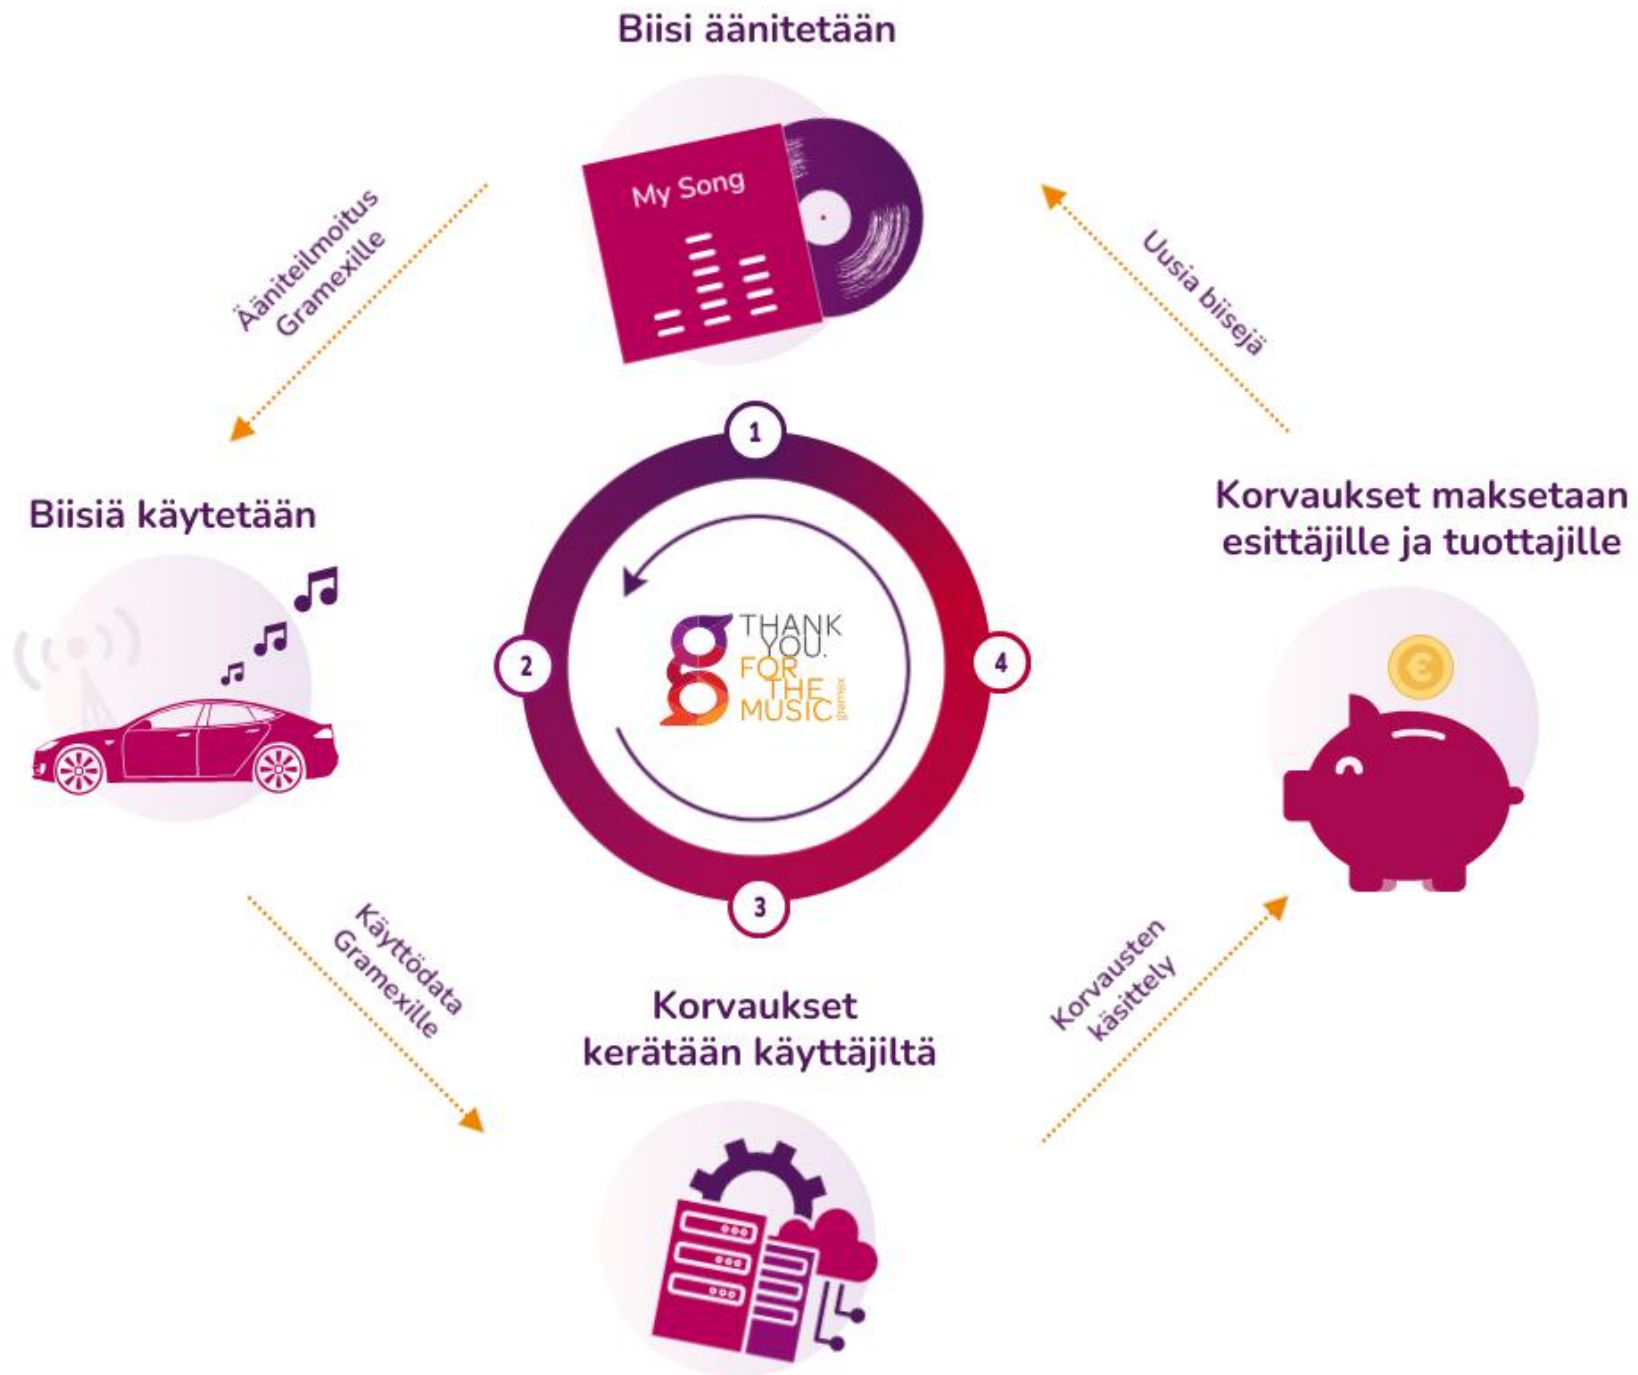 Biisi äänitetään
My Song
Ääniteilmoitus
Gramexille
Uusia biisejä
1
Biisiä käytetään
Korvaukset maksetaan
esittäjille ja tuottajille
2
THANK
YOU.
FOR
THE
MUSIC
gramex
4
€
3
Käyttödata
Gramexille
Korvausten
käsittely
Korvaukset
kerätään käyttäjiltä